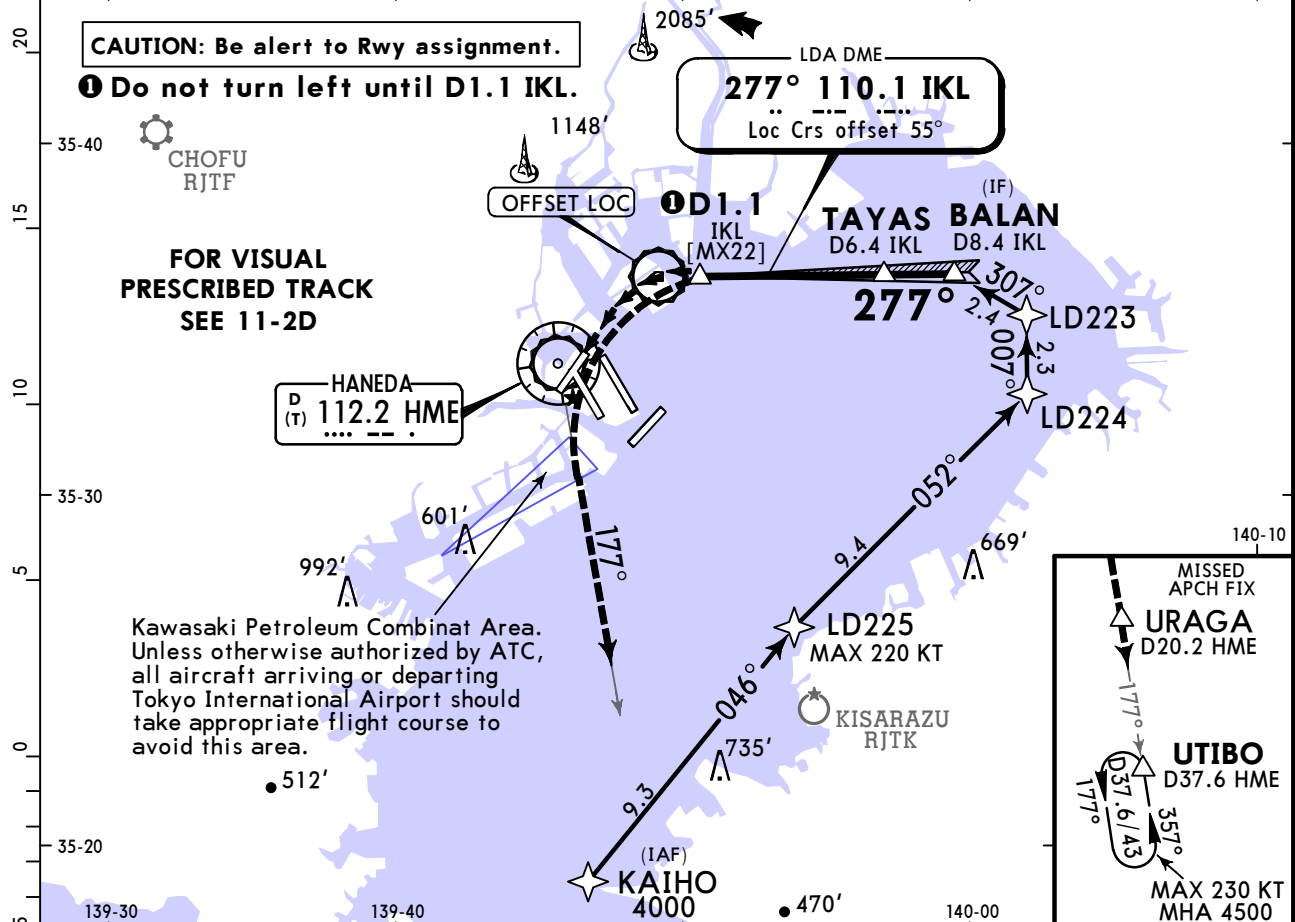 CAUTION: Be alert to Rwy assignment.
❶ Do not turn left until D1.1 IKL.
2085'
LDA DME
277° 110.1 IKL
Loc Crs offset 55°
20
35-40
CHOFU
RJTF
1148'
OFFSET LOC
❶D1.1
IKL
[MX22]
TAYAS
D6.4 IKL
(IF)
BALAN
D8.4 IKL
15
FOR VISUAL
PRESCRIBED TRACK
SEE 11-2D
277°
307°
2.4
LD223
007°
2.3
LD224
HANEDA
D
(T)
112.2 HME
10
35-30
052°
9.4
601'
992'
177°
669'
140-10
5
Kawasaki Petroleum Combinat Area.
Unless otherwise authorized by ATC,
all aircraft arriving or departing
Tokyo International Airport should
take appropriate flight course to
avoid this area.
LD225
MAX 220 KT
046°
KISARAZU
RJTK
735'
9.3
0
512'
35-20
(IAF)
KAIHO
4000
470'
MISSED
APCH FIX
URAGA
D20.2 HME
177°
UTIBO
D37.6 HME
D37.6/43
177°
357°
MAX 230 KT
MHA 4500
5
139-30
139-40
140-00